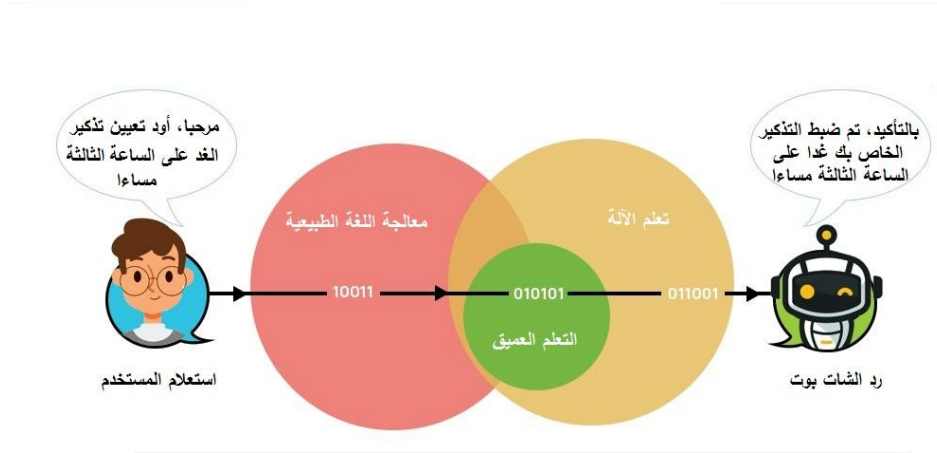 مرحبا، أود تعيين تذكير
الغد على الساعة الثالثة
مساءا
بالتأكيد، تم ضبط التذكير
الخاص بك غدا على
الساعة الثالثة مساءا
معالجة اللغة الطبيعية
تعلم الآلة
10011
010101
011001
التعلم العميق
استعلام المستخدم
رد الشات بوت